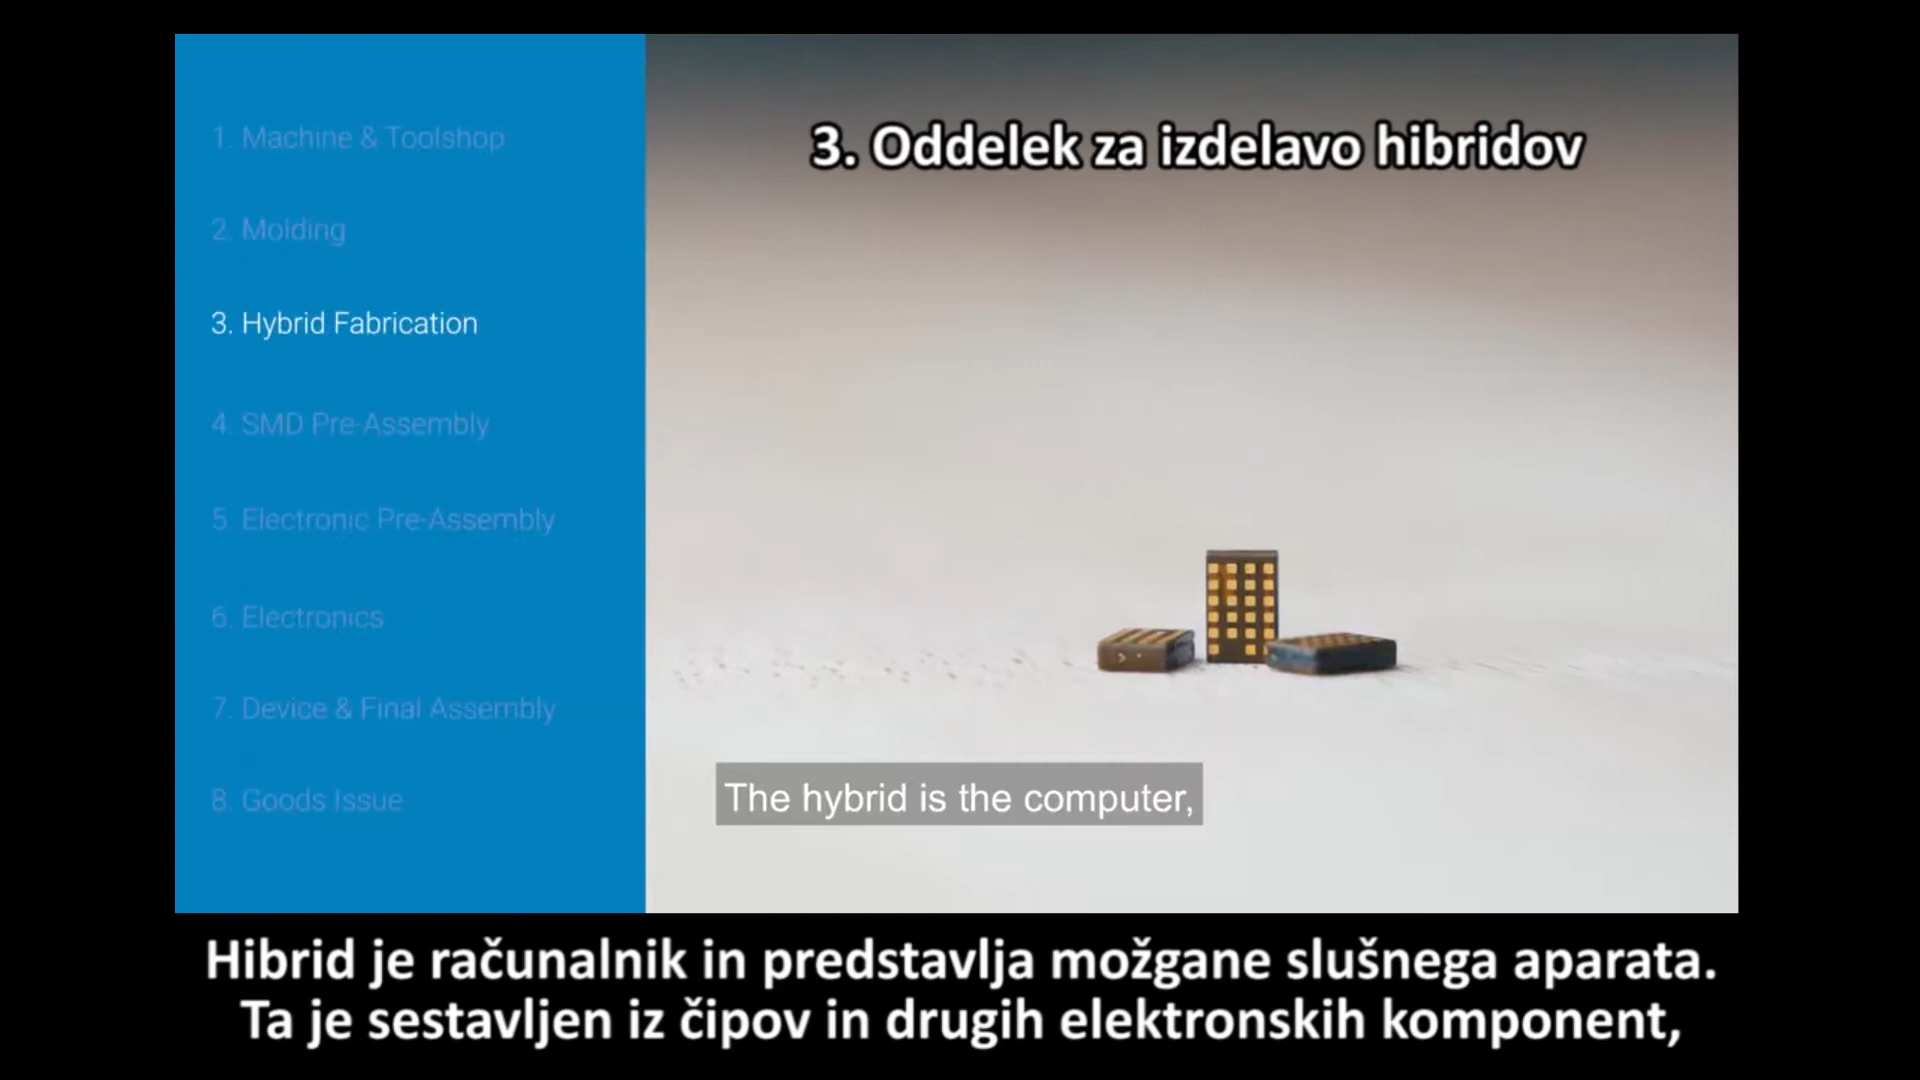 1. Machine & Toolshop
2. Molding
3. Hybrid Fabrication
4. SMD Pre-Assembly
5. Electronic Pre-Assembly
6. Electronics
7. Device & Final Assembly
8. Goods Issue
3. Oddelek za izdelavo hibridov
The hybrid is the computer,
Hibrid je računalnik in predstavlja možgane slušnega aparata.
Ta je sestavljen iz čipov in drugih elektronskih komponent,